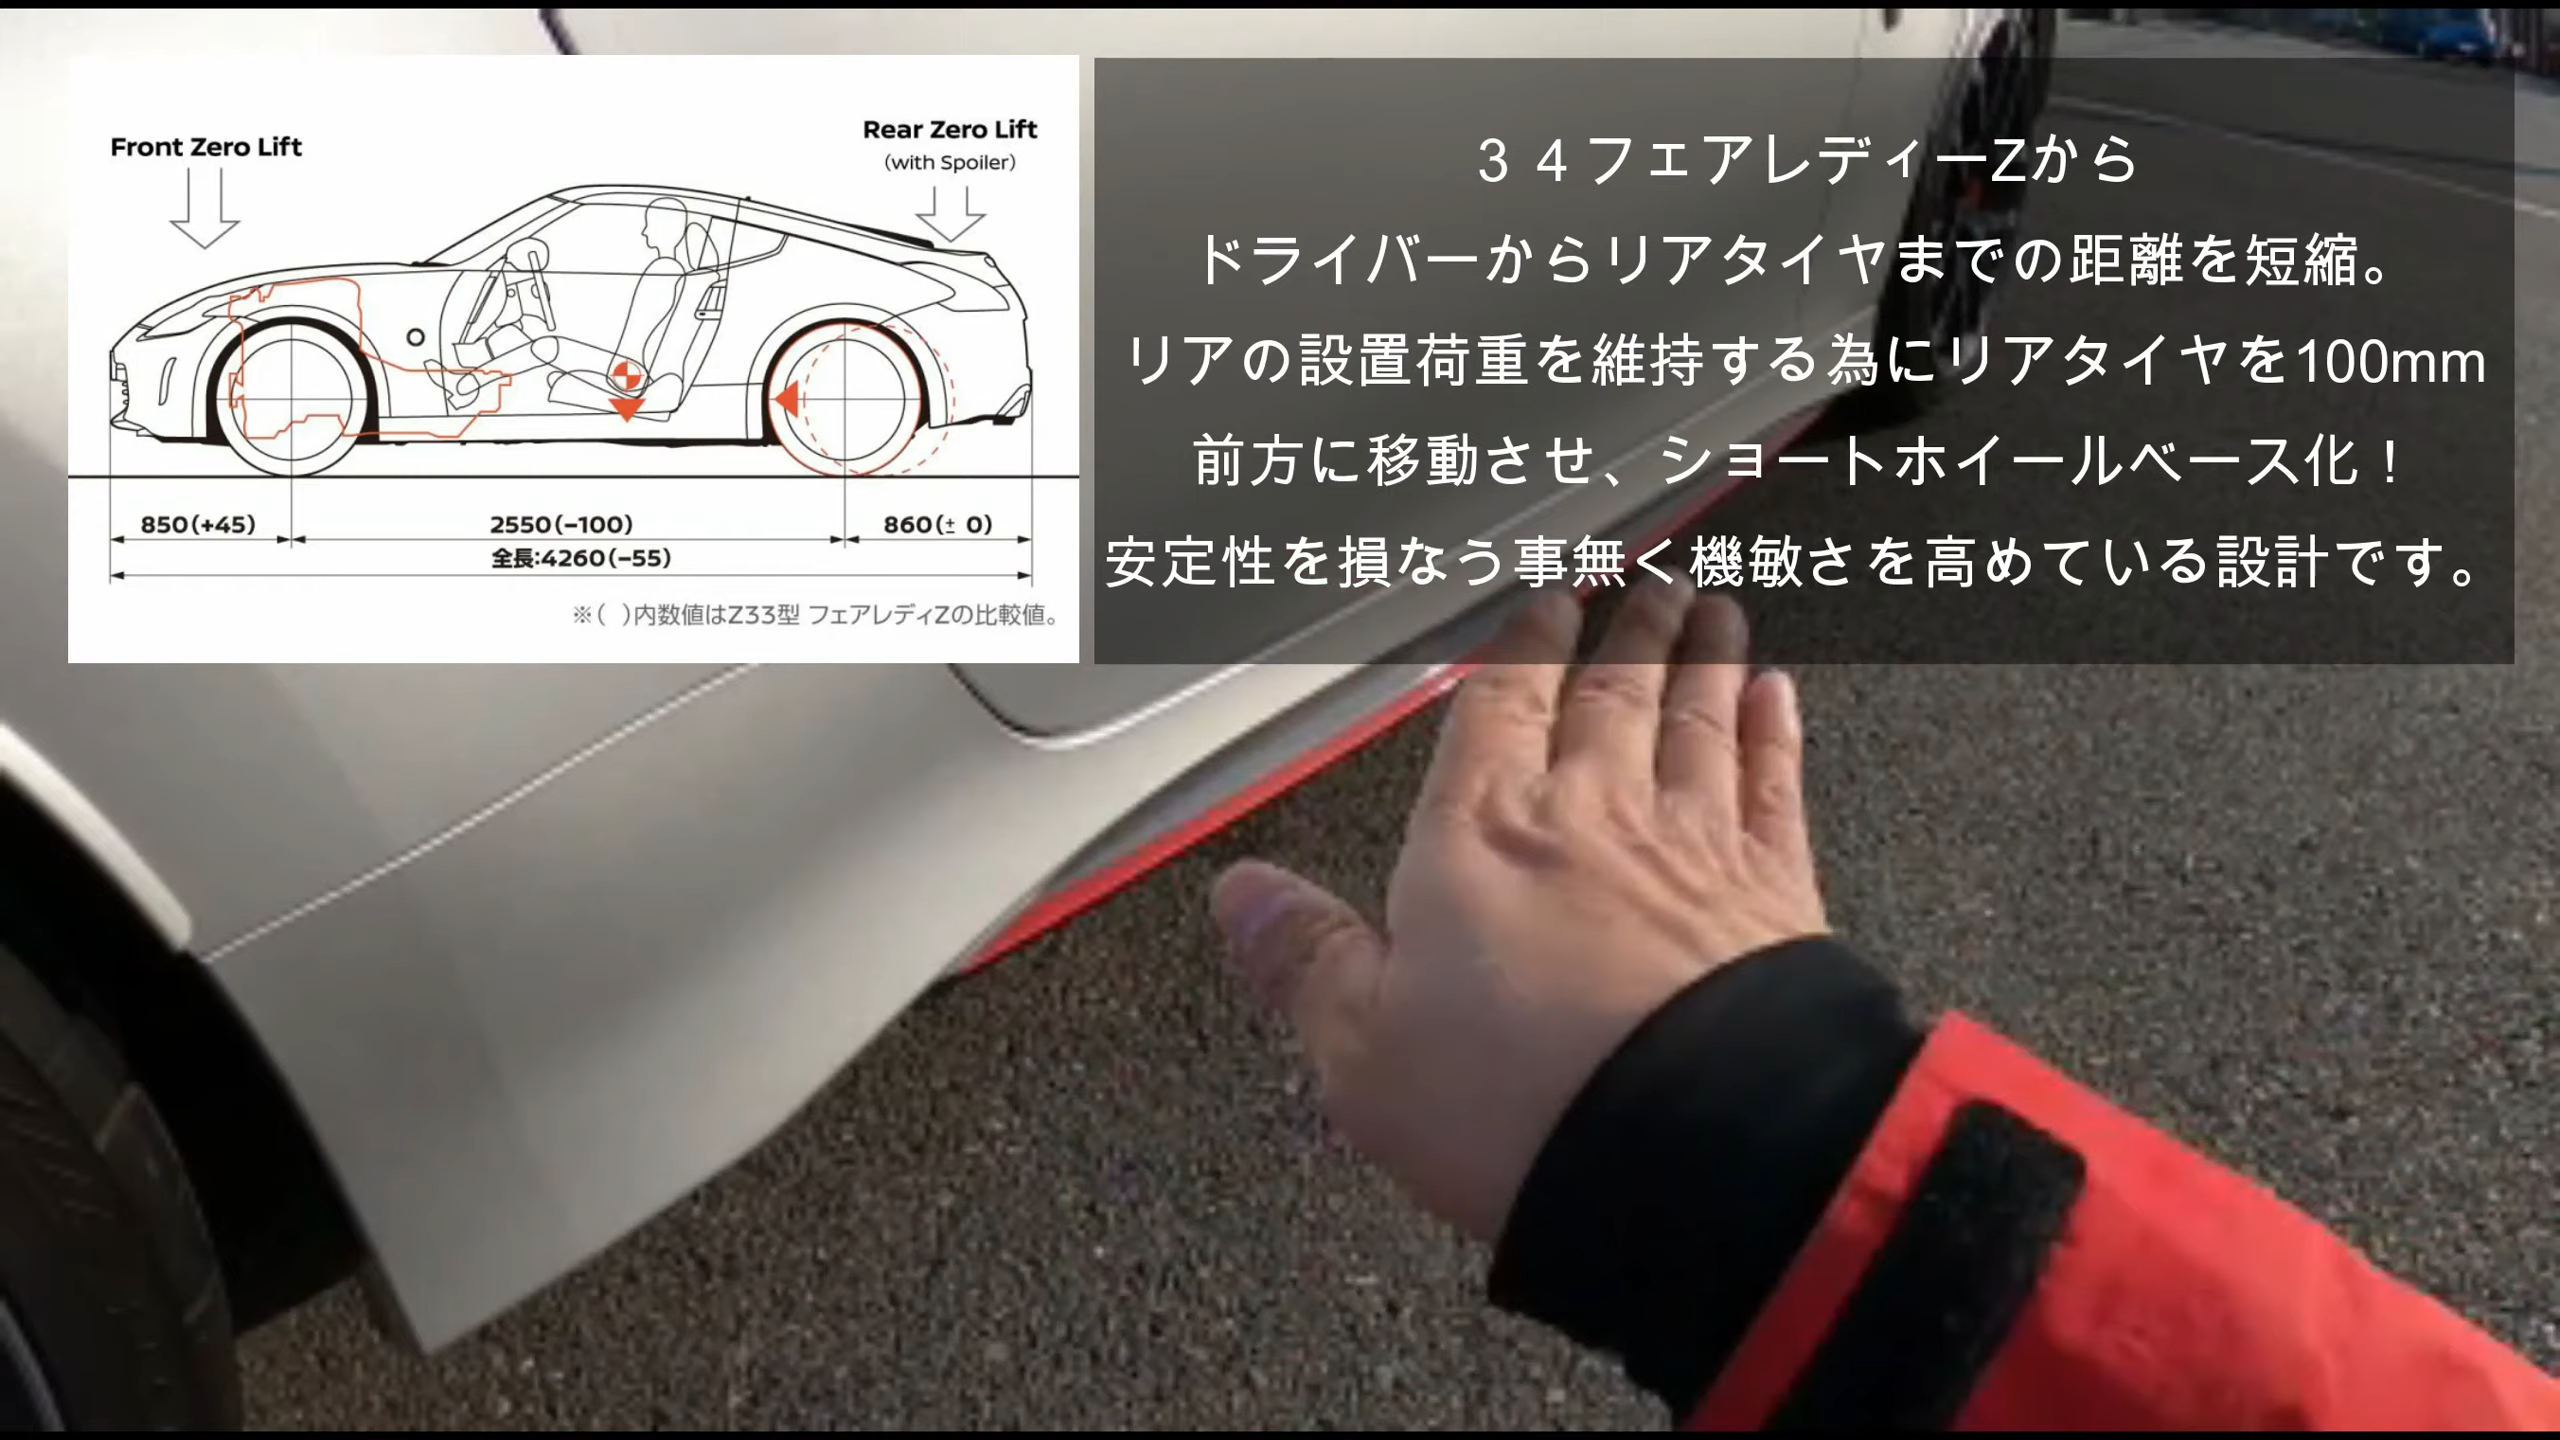 Front Zero Lift
Rear Zero Lift
(with Spoiler)
850(+45)
2550(−100)
860(± 0)
全長:4260(−55)
※( )内数値はZ33型 フェアレディZの比較値。
３４フェアレディーZから
ドライバーからリアタイヤまでの距離を短縮。
リアの設置荷重を維持する為にリアタイヤを100mm
前方に移動させ、ショートホイールベース化！
安定性を損なう事無く機敏さを高めている設計です。